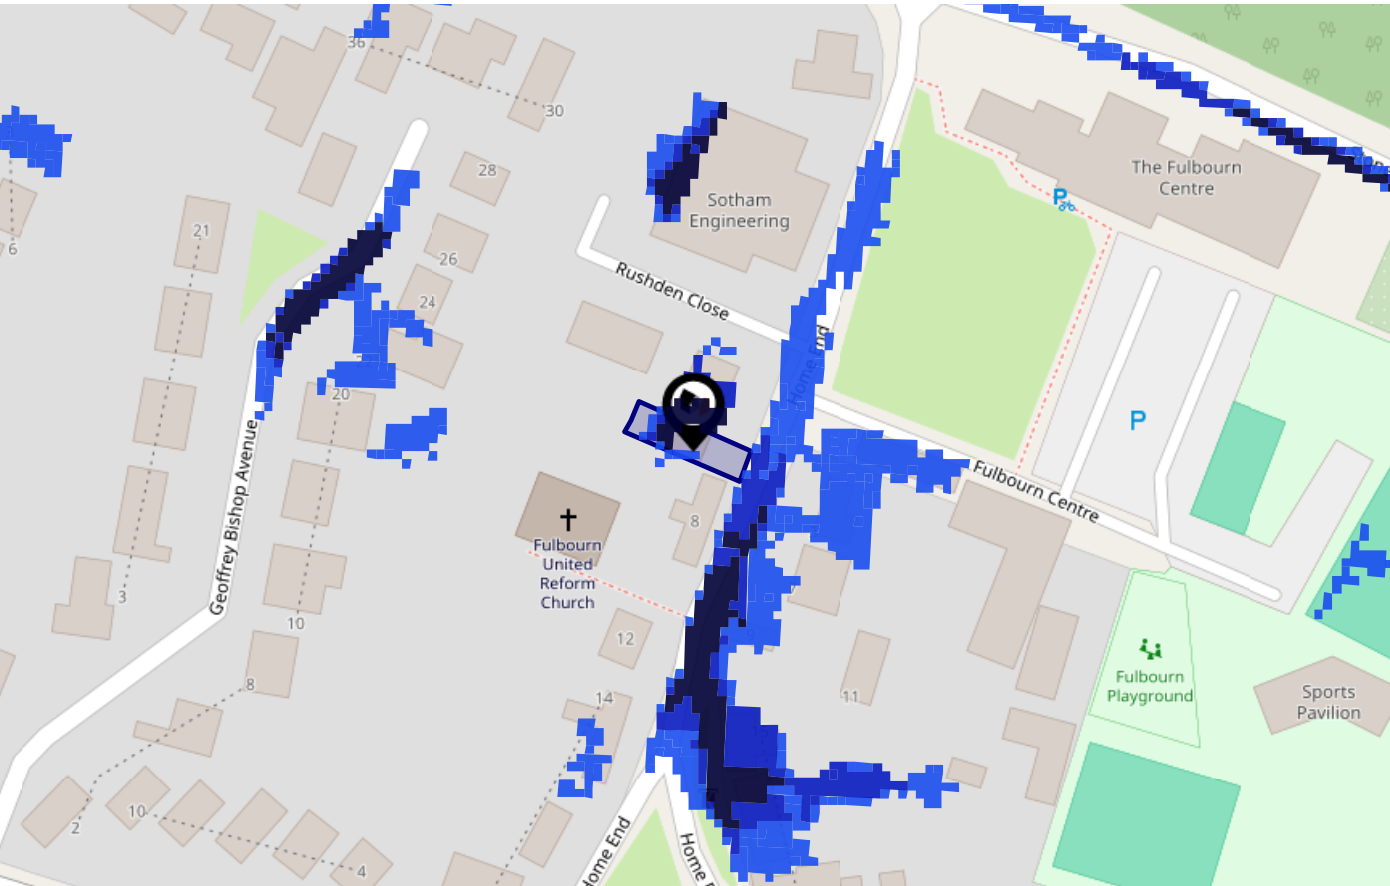 36
30
The Fulbourn
Centre
28
P
Sotham
Engineering
21
6
26
Rushden Close
24
Home End
20
P
Fulbourn Centre
Geoffrey Bishop Avenue
8
Fulbourn
United
Reform
Church
3
10
12
Fulbourn
Playground
8
14
11
Sports
Pavilion
10
2
4
Home End
Home